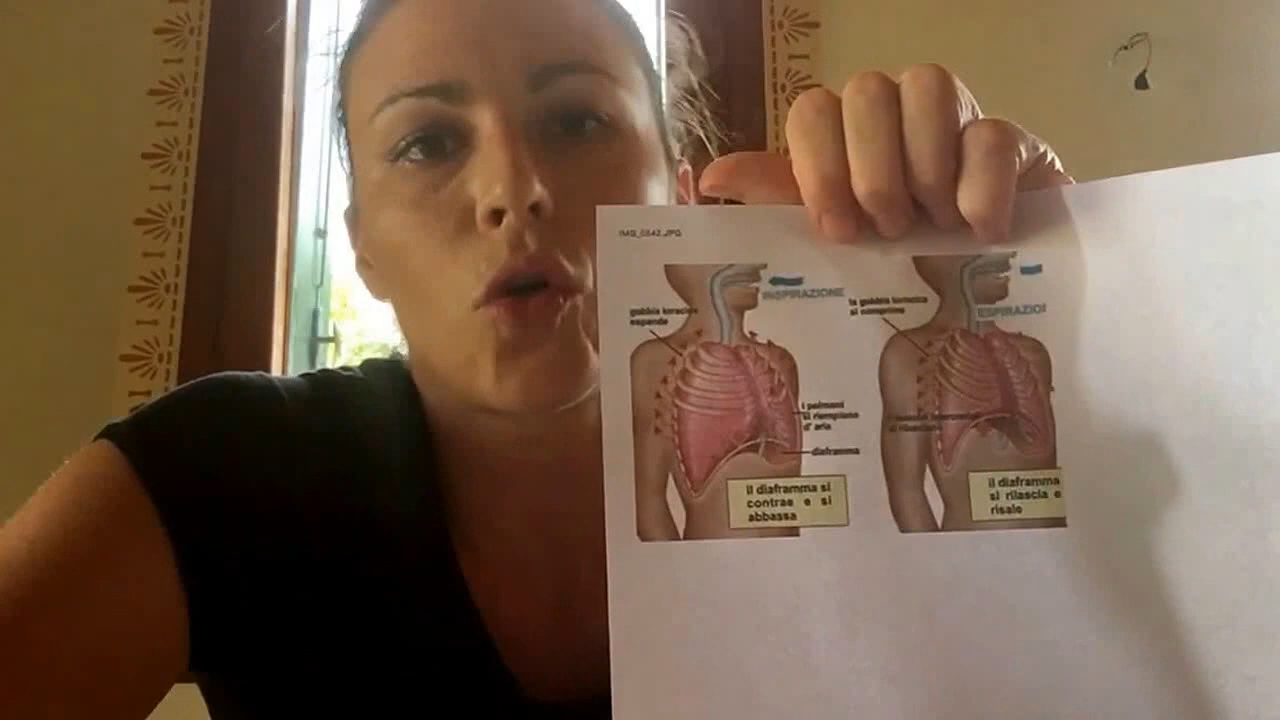 IMG_0542.JPG
INSPIRAZIONE
gabbia toracica
espande
i polmoni
si riempiono
d' aria
diaframma
il diaframma si
contrae e si
abbassa
la gabbia toracica
si comprime
ESPIRAZIO
il diaframma
si rilascia e
risale